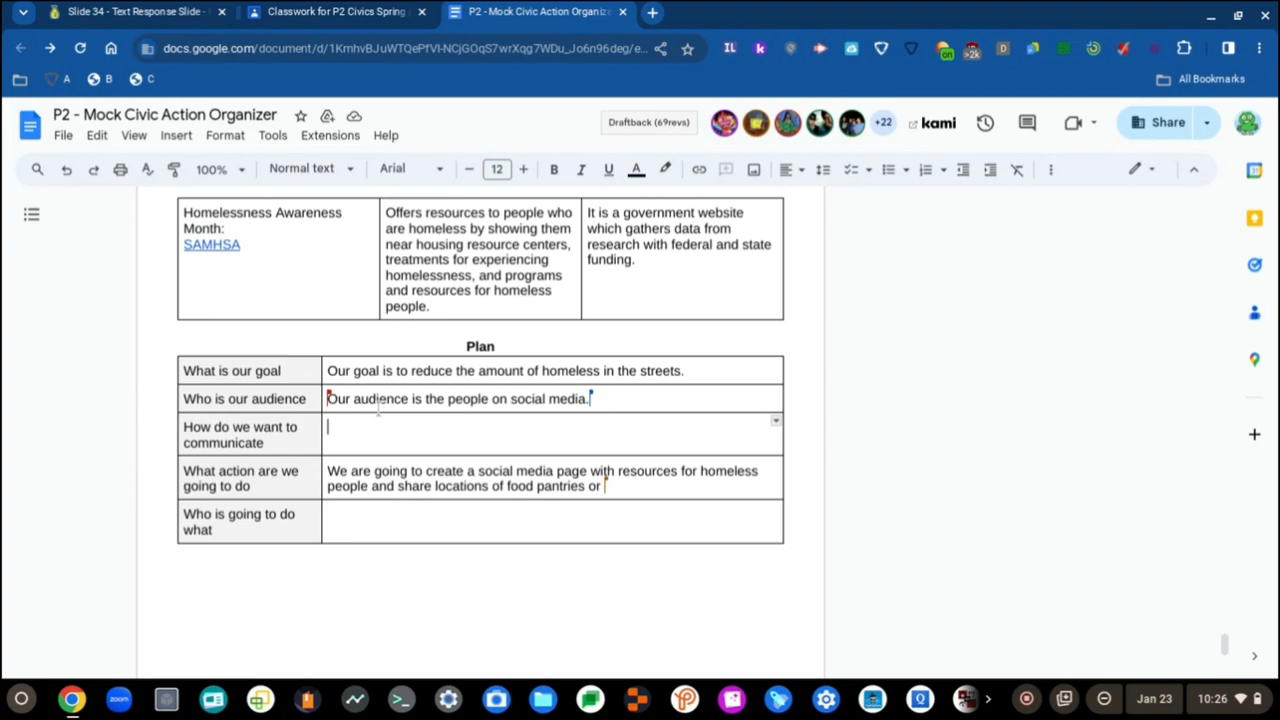 Slide 34 - Text Response Slide -
Classwork for P2 Civics Spring
P2 - Mock Civic Action Organize
docs.google.com/document/d/1KmhvBJuWTQePfVI-NCjGOqS7wrXqg7WDu_Jo6n96deg/e...
A
B
C
All Bookmarks
P2 - Mock Civic Action Organizer
File Edit View Insert Format Tools Extensions Help
Draftback (69revs)
+22
kami
Share
100%
Normal text
Arial
12
Homelessness Awareness
Month:
SAMHSA
Offers resources to people who
are homeless by showing them
near housing resource centers,
treatments for experiencing
homelessness, and programs
and resources for homeless
people.
It is a government website
which gathers data from
research with federal and state
funding.
Plan
What is our goal
Our goal is to reduce the amount of homeless in the streets.
Who is our audience
Our audience is the people on social media.
How do we want to
communicate
What action are we
going to do
We are going to create a social media page with resources for homeless
people and share locations of food pantries or
Who is going to do
what
zoom
Jan 23
10:26